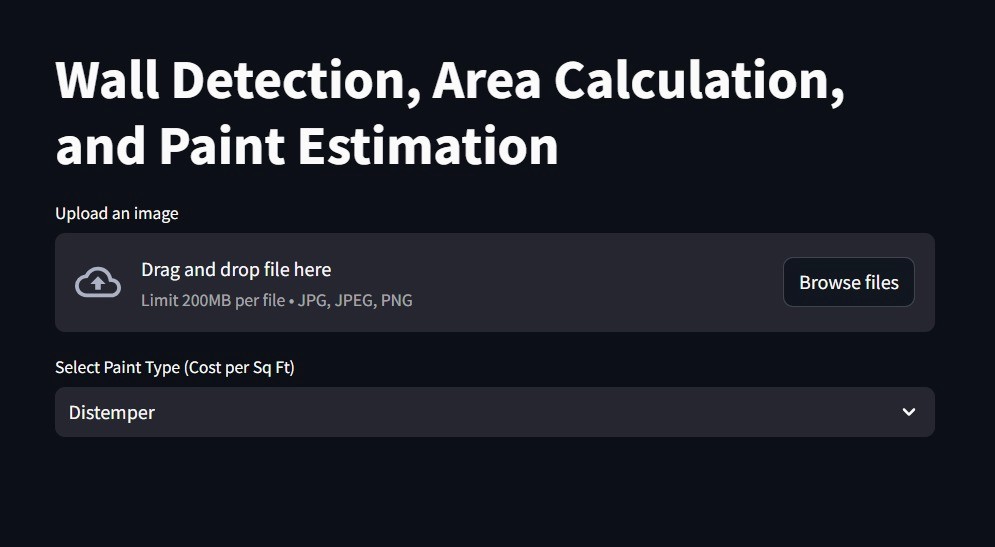 Wall Detection, Area Calculation,
and Paint Estimation
Upload an image
Drag and drop file here
Limit 200MB per file • JPG, JPEG, PNG
Browse files
Select Paint Type (Cost per Sq Ft)
Distemper